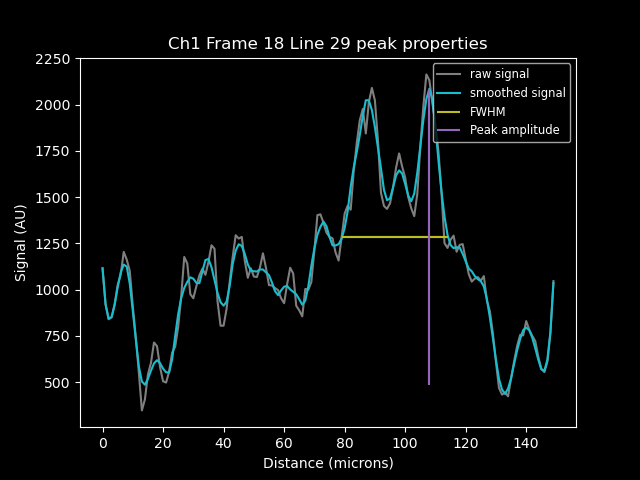 Ch1 Frame 18 Line 29 peak properties
raw signal
smoothed signal
FWHM
Peak amplitude
Signal (AU)
2250
2000
1750
1500
1250
1000
750
500
0 20 40 60 80 100 120 140
Distance (microns)